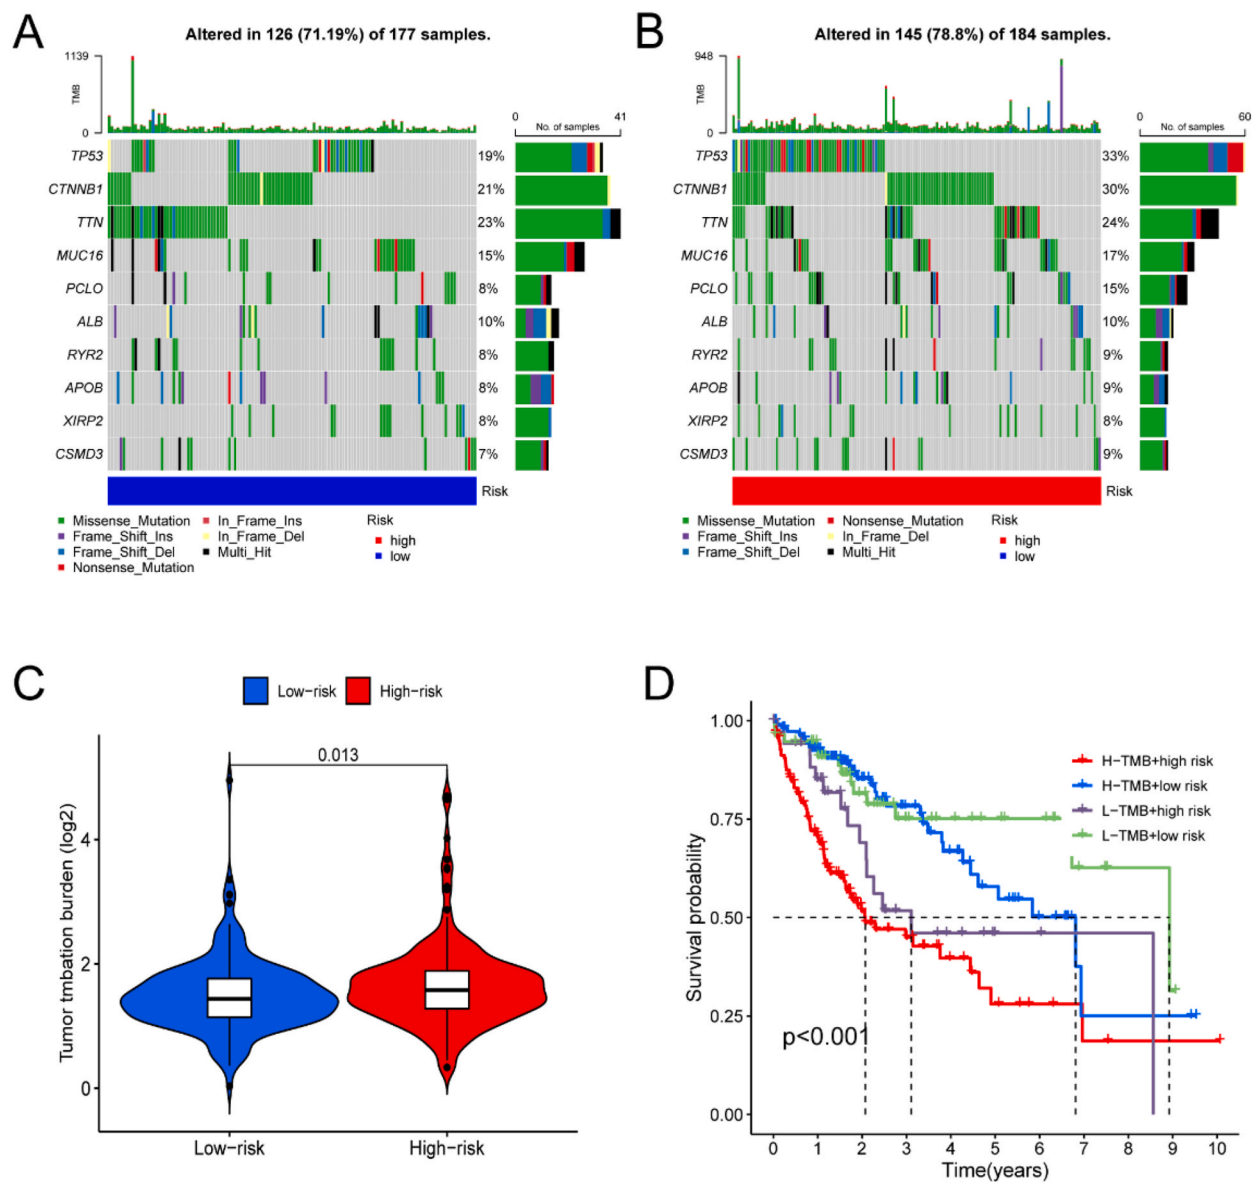 A
Altered in 126 (71.19%) of 177 samples.
1139
TMB
0
0 41
No. of samples
TP53 19%
CTNNB1 21%
TTN 23%
MUC16 15%
PCLO 8%
ALB 10%
RYR2 8%
APOB 8%
XIRP2 8%
CSMD3 7%
Risk
Missense_Mutation In_Frame_Ins Risk
Frame_Shift_Ins In_Frame_Del high
Frame_Shift_Del Multi_Hit low
Nonsense_Mutation
B
Altered in 145 (78.8%) of 184 samples.
948
TMB
0
0 60
No. of samples
TP53 33%
CTNNB1 30%
TTN 24%
MUC16 17%
PCLO 15%
ALB 10%
RYR2 9%
APOB 9%
XIRP2 8%
CSMD3 9%
Risk
Missense_Mutation Nonsense_Mutation Risk
Frame_Shift_Ins In_Frame_Del high
Frame_Shift_Del Multi_Hit low
C
Low-risk High-risk
0.013
Tumor tmbation burden (log2)
4
2
0
Low-risk High-risk
D
H-TMB+high risk
H-TMB+low risk
L-TMB+high risk
L-TMB+low risk
Survival probability
1.00
0.75
0.50
0.25
0.00
p<0.001
0 1 2 3 4 5 6 7 8 9 10
Time(years)